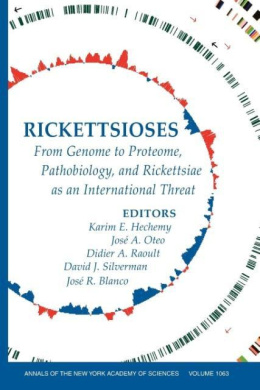 RICKETTSIOSES
From Genome to Proteome,
Pathobiology, and Rickettsiae
as an International Threat
EDITORS
Karim E. Hechemy
José A. Oteo
Didier A. Raoult
David J. Silverman
José R. Blanco
ANNALS OF THE NEW YORK ACADEMY OF SCIENCES VOLUME 1063